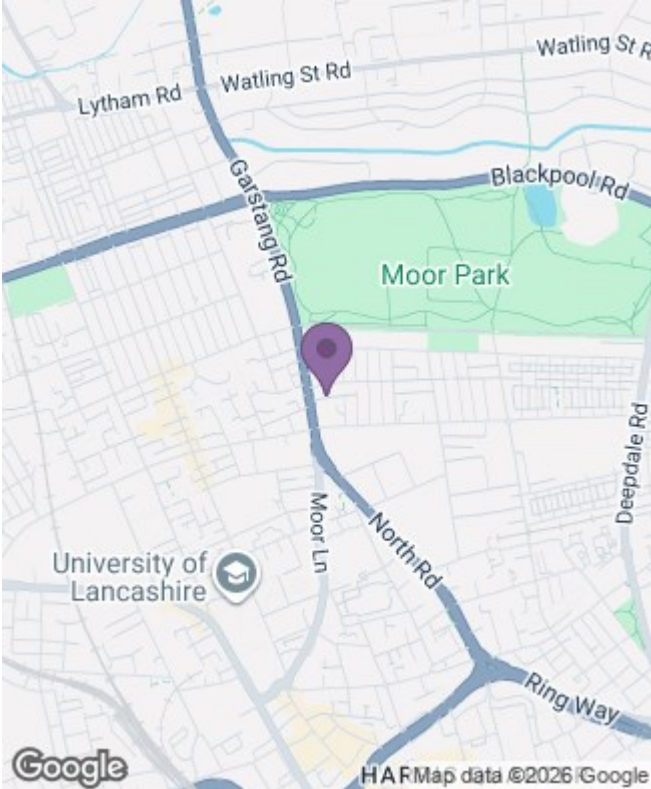 Watling St R
Watling St Rd
Lytham Rd
Garstang Rd
Blackpool Rd
Moor Park
Deepdale Rd
Moor Ln
North Rd
University of
Lancashire
Ring Way
Google
HAR
Map data ©2026 Google